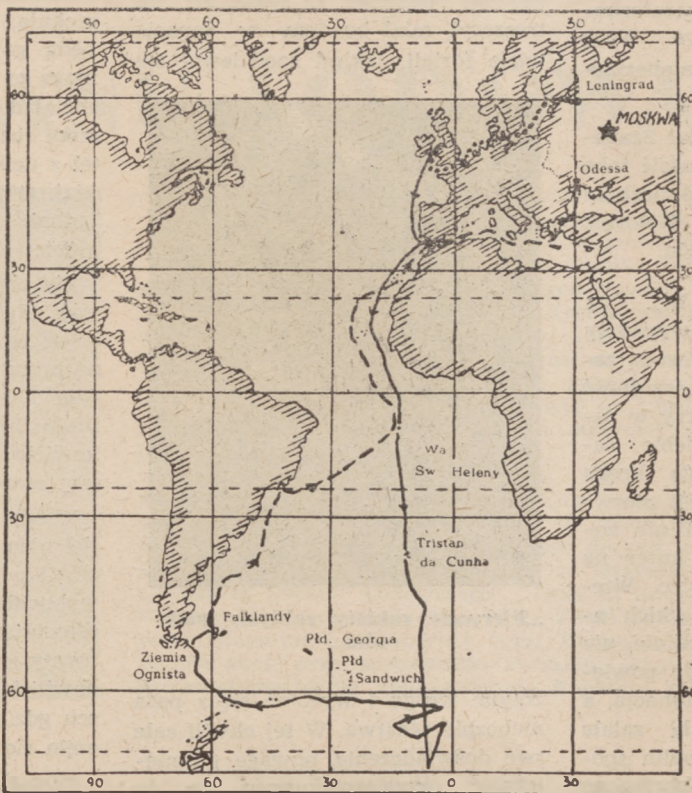 90 60 30 0 30
60 Leningrad 60
MOSKWA
Odessa
30 30
0 0
Wa
Sw Heleny
30 30
Tristan
da Cunha
Falklandy
Płd. Georgia
Ziemia
Ognista
Płd
Sandwich
60 60
90 60 30 0 30